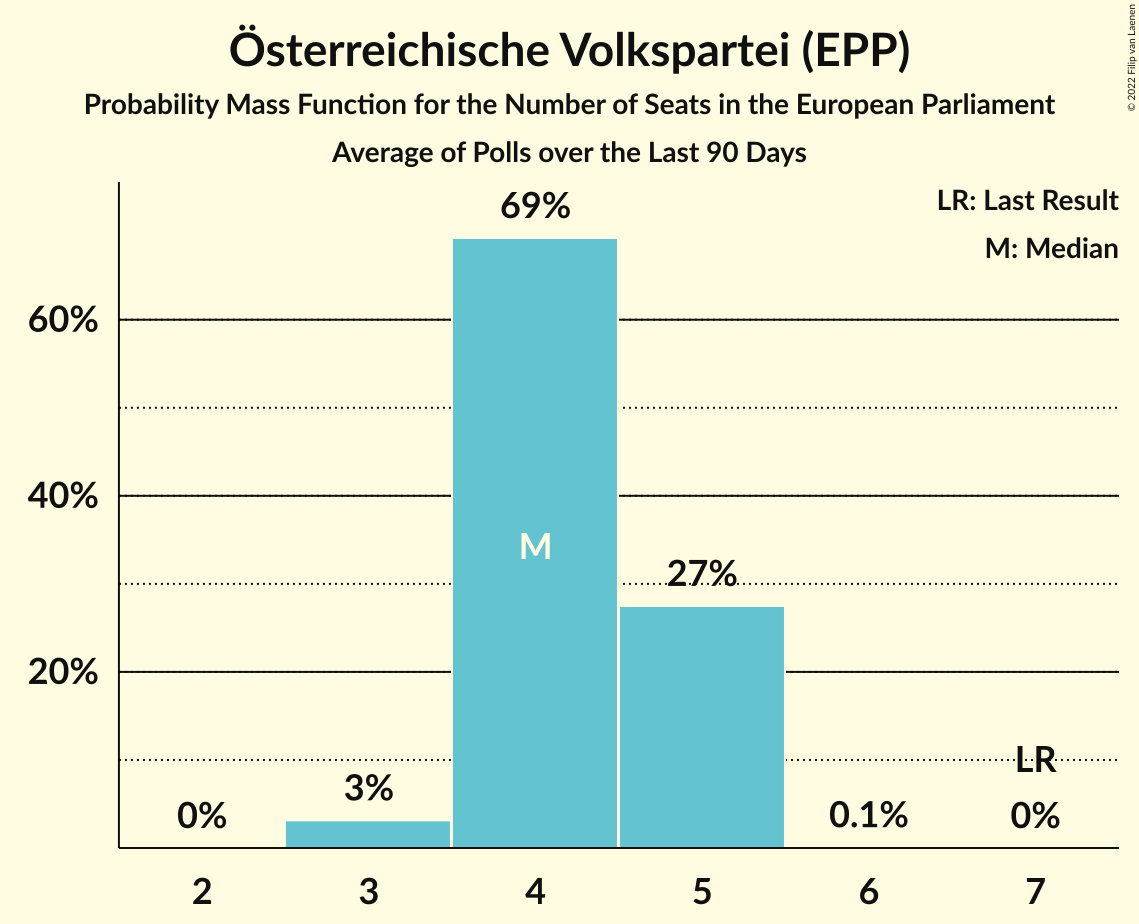 Österreichische Volkspartei (EPP)
Probability Mass Function for the Number of Seats in the European Parliament
Average of Polls over the Last 90 Days
© 2022 Filip van Laenen
LR: Last Result
M: Median
69%
60%
40%
M
27%
20%
LR
3%
0%
0.1%
0%
2 3 4 5 6 7